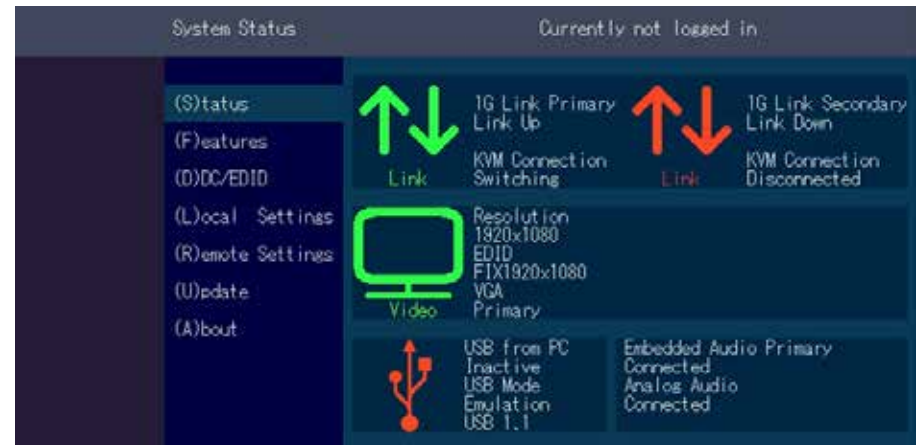 System Status
Currently not logged in
(S)tatus
(F)eatures
(D)DC/EDID
(L)ocal Settings
(R)emote Settings
(U)pdate
(A)bout
Link
1G Link Primary
Link Up
KVM Connection
Switching
Link
1G Link Secondary
Link Down
KVM Connection
Disconnected
Video
Resolution
1920x1080
EDID
FIX1920x1080
VGA
Primary
USB from PC
Inactive
USB Mode
Emulation
USB 1.1
Embedded Audio Primary
Connected
Analog Audio
Connected